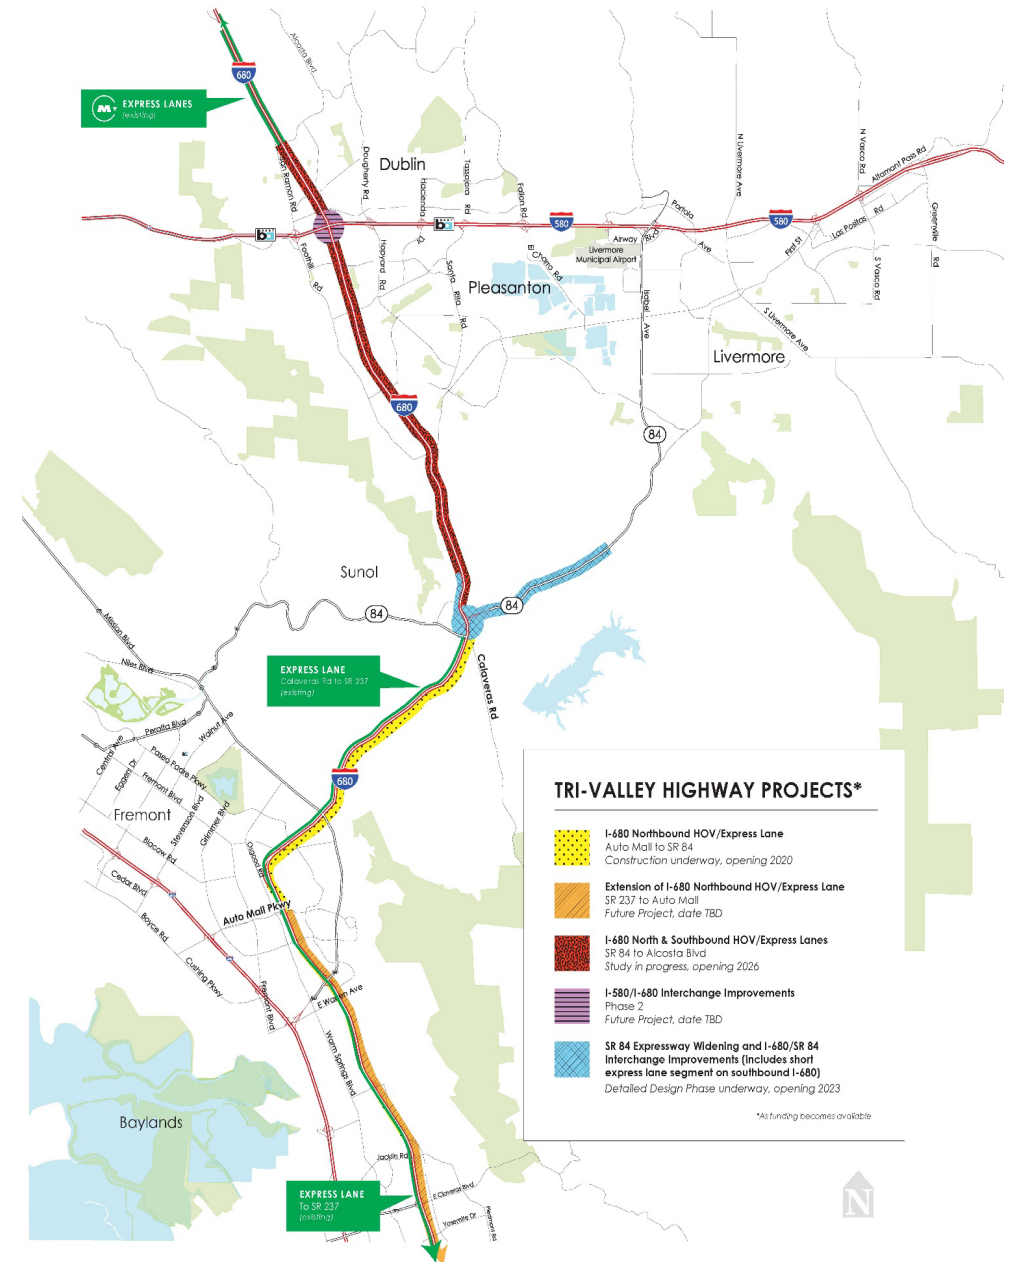 Alcosta Blvd
680
EXPRESS LANES
(existing)
Dublin
San Ramon Rd
Dougherty Rd
Hacienda
Dr
Tassajara
Rd
Fallon Rd
N Livermore Ave
N Vasco Rd
Altamont Pass Rd
Portola
Ave
580
580
Airway
Blvd
Livermore
Municipal Airport
First St
Las Positas Rd
Greenville
Rd
S Vasco Rd
Foothill
Rd
Hopyard Rd
Santa Rita
Rd
El Charro Rd
Pleasanton
Isabel Ave
S Livermore Ave
Livermore
680
84
Sunol
84
84
Mission Blvd
Niles Blvd
EXPRESS LANE
Calaveras Rd to SR 237
(existing)
Calaveras Rd
Peralta Blvd
Walnut Ave
Central Ave
Eggers Dr
Paseo Padre Pkwy
Fremont Blvd
Stevenson Blvd
Grimmer Blvd
680
Fremont
Blacow Rd
Cedar Blvd
Boyce Rd
Osgood Rd
Auto Mall Pkwy
Cushing Pkwy
Fremont Blvd
E Warren Ave
Warm Springs Blvd
Baylands
Jacklin Rd
EXPRESS LANE
To SR 237
(existing)
E Claveras Blvd
Yosemite Dr
Piedmont Rd
TRI-VALLEY HIGHWAY PROJECTS*
I-680 Northbound HOV/Express Lane
Auto Mall to SR 84
Construction underway, opening 2020
Extension of I-680 Northbound HOV/Express Lane
SR 237 to Auto Mall
Future Project, date TBD
I-680 North & Southbound HOV/Express Lanes
SR 84 to Alcosta Blvd
Study in progress, opening 2026
I-580/I-680 Interchange Improvements
Phase 2
Future Project, date TBD
SR 84 Expressway Widening and I-680/SR 84
Interchange Improvements (includes short
express lane segment on southbound I-680)
Detailed Design Phase underway, opening 2023
*As funding becomes available
N